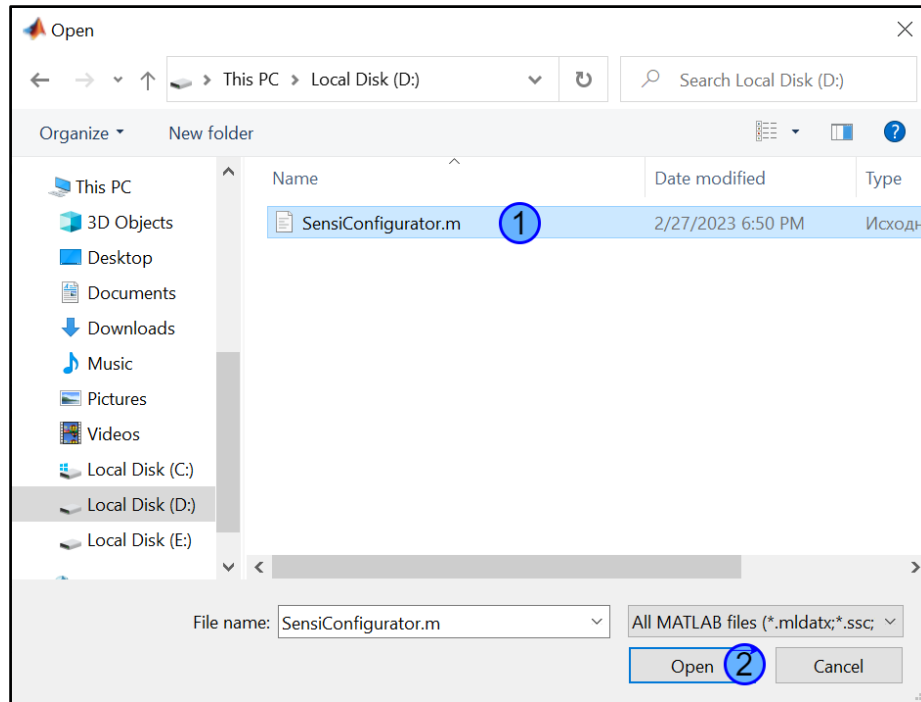 Open
This PC > Local Disk (D:)
Search Local Disk (D:)
Organize
New folder
Name
Date modified
Type
This PC
3D Objects
Desktop
Documents
Downloads
Music
Pictures
Videos
Local Disk (C:)
Local Disk (D:)
Local Disk (E:)
SensiConfigurator.m
1
2/27/2023 6:50 PM
Исходн
File name:
SensiConfigurator.m
All MATLAB files (*.mldatx;*.ssc;
Open
2
Cancel